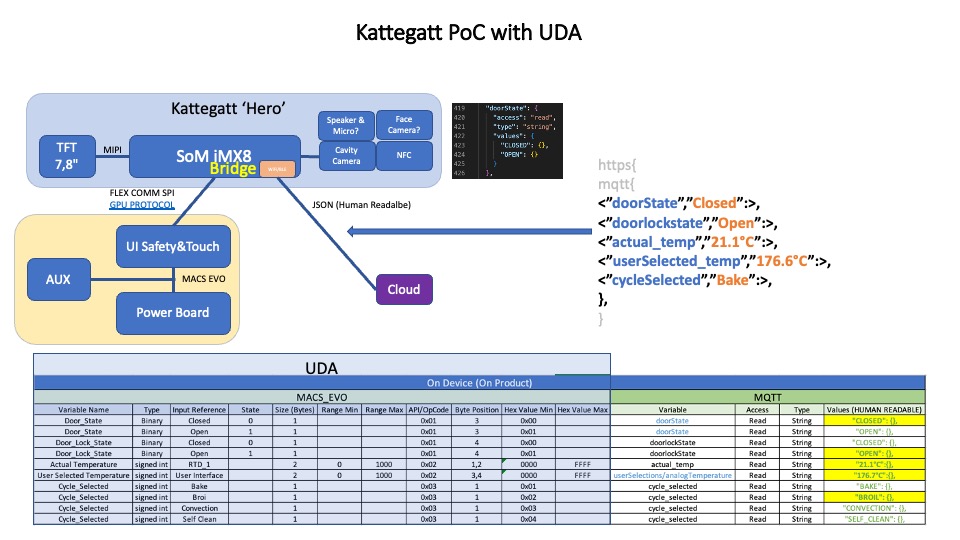 Kattegatt PoC with UDA
Kattegatt 'Hero'
TFT
7,8"
MIPI
SoM iMX8
Bridge
Speaker &
Micro?
Face
Camera?
Cavity
Camera
NFC
419 "doorState": {
420 "access": "read",
421 "type": "string",
422 "values": {
423 "CLOSED": {},
424 "OPEN": {}
425 }
426 },
FLEX COMM SPI
GPU PROTOCOL
JSON (Human Readalbe)
UI Safety&Touch
AUX
MACS EVO
Power Board
Cloud
https{
mqtt{
<"doorState","Closed":>,
<"doorlockstate","Open":>,
<"actual_temp","21.1°C":>,
<"userSelected_temp","176.6°C":>,
<"cycleSelected","Bake":>,
},
}
UDA
On Device (On Product)
MACS_EVO MQTT
Variable Name Type Input Reference State Size (Bytes) Range Min Range Max API/OpCode Byte Position Hex Value Min Hex Value Max Variable Access Type Values (HUMAN READABLE)
Door_State Binary Closed 0 1 0x01 3 0x00 doorState Read String "CLOSED": {},
Door_State Binary Open 1 1 0x01 3 0x01 doorState Read String "OPEN": {},
Door_Lock_State Binary Closed 0 1 0x01 4 0x00 doorlockState Read String "CLOSED": {},
Door_Lock_State Binary Open 1 1 0x01 4 0x01 doorlockState Read String "OPEN": {},
Actual Temperature signed int RTD_1 2 0 1000 0x02 1,2 0000 FFFF actual_temp Read String "21.1°C":{},
User Selected Temperature signed int User Interface 2 0 1000 0x02 3,4 0000 FFFF userSelections/analogTemperature Read String "176.7°C":{},
Cycle_Selected signed int Bake 1 0x03 1 0x01 cycle_selected Read String "BAKE": {},
Cycle_Selected signed int Broi 1 0x03 1 0x02 cycle_selected Read String "BROIL": {},
Cycle_Selected signed int Convection 1 0x03 1 0x03 cycle_selected Read String "CONVECTION": {},
Cycle_Selected signed int Self Clean 1 0x03 1 0x04 cycle_selected Read String "SELF_CLEAN": {},